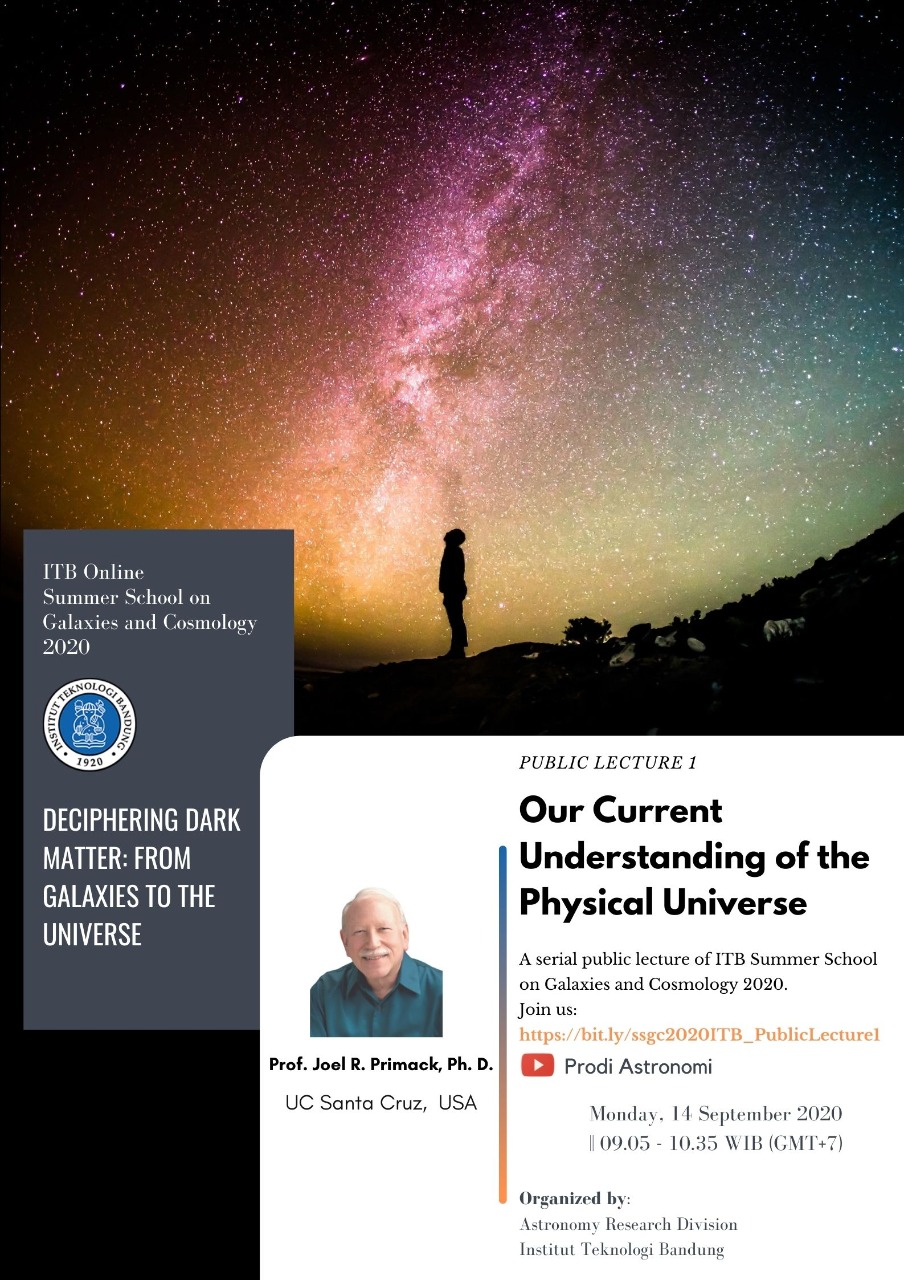 ITB Online
Summer School on
Galaxies and Cosmology
2020
INSTITUT TEKNOLOGI BANDUNG
1920
DECIPHERING DARK
MATTER: FROM
GALAXIES TO THE
UNIVERSE
PUBLIC LECTURE 1
Our Current
Understanding of the
Physical Universe
A serial public lecture of ITB Summer School
on Galaxies and Cosmology 2020.
Join us:
https://bit.ly/ssgc2020ITB_PublicLecture1
Prodi Astronomi
Monday, 14 September 2020
|| 09.05 - 10.35 WIB (GMT+7)
Prof. Joel R. Primack, Ph. D.
UC Santa Cruz, USA
Organized by:
Astronomy Research Division
Institut Teknologi Bandung